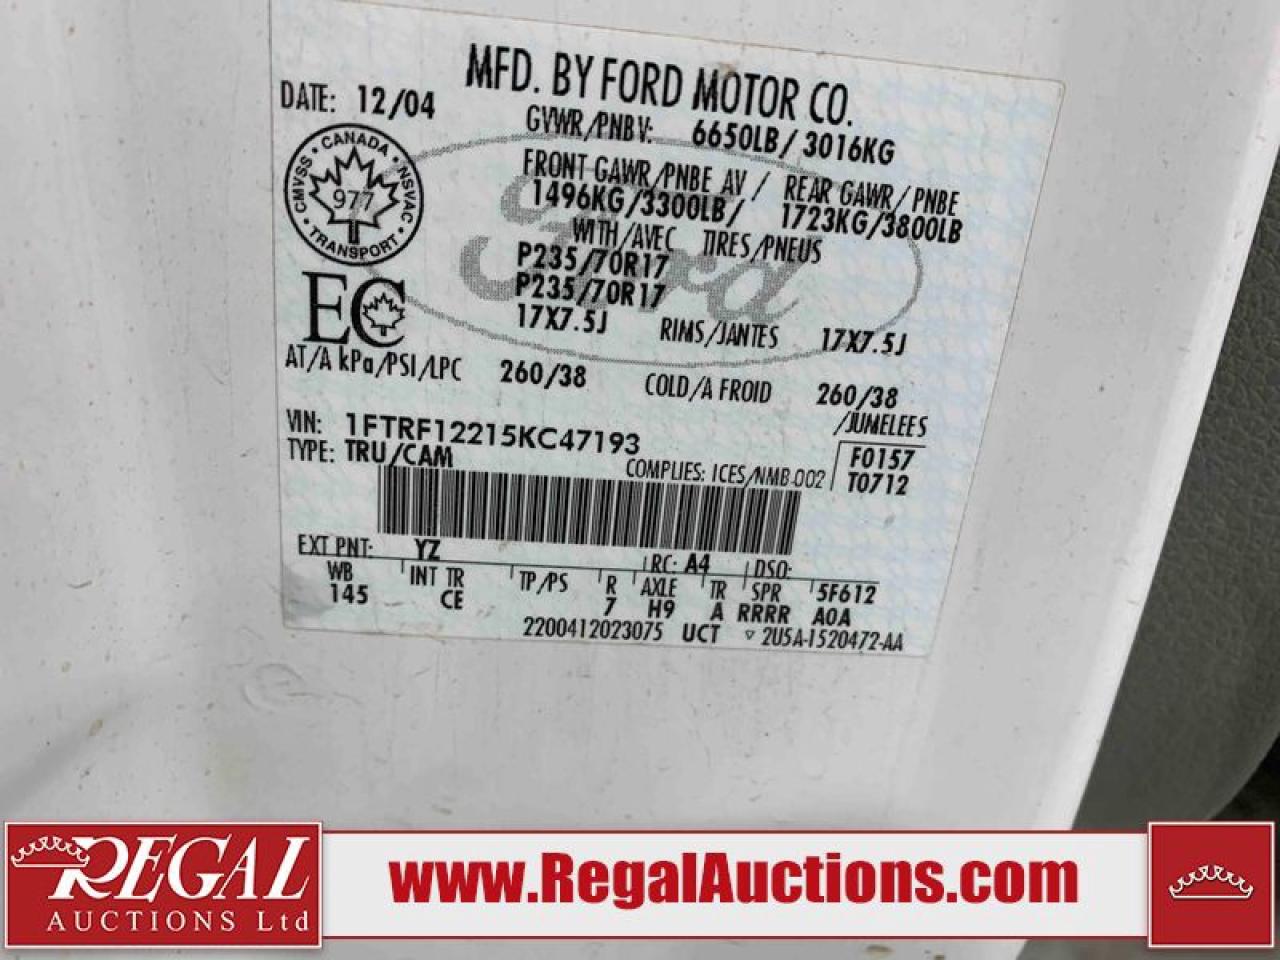 MFD. BY FORD MOTOR CO.
DATE: 12/04
GVWR/PNBV: 6650LB/3016KG
CANADA
CMVSS NSVAC
977
TRANSPORT
FRONT GAWR/PNBE AV / REAR GAWR/PNBE
1496KG/3300LB/ 1723KG/3800LB
WITH/AVEC TIRES/PNEUS
Ford
P235/70R17
P235/70R17
EC
17X7.5J RIMS/JANTES 17X7.5J
AT/A kPa/PSI/LPC 260/38 COLD/A FROID 260/38
/JUMELEES
VIN: 1FTRF12215KC47193
TYPE: TRU/CAM
COMPLIES: ICES/NMB-002
F0157
T0712
EXT PNT: YZ RC: A4 DSO:
WB INT TR TP/PS R AXLE TR SPR 5F612
145 CE 7 H9 A RRRR A0A
2200412023075 UCT ▽ 2U5A-1520472-AA
REGAL
AUCTIONS Ltd
www.RegalAuctions.com